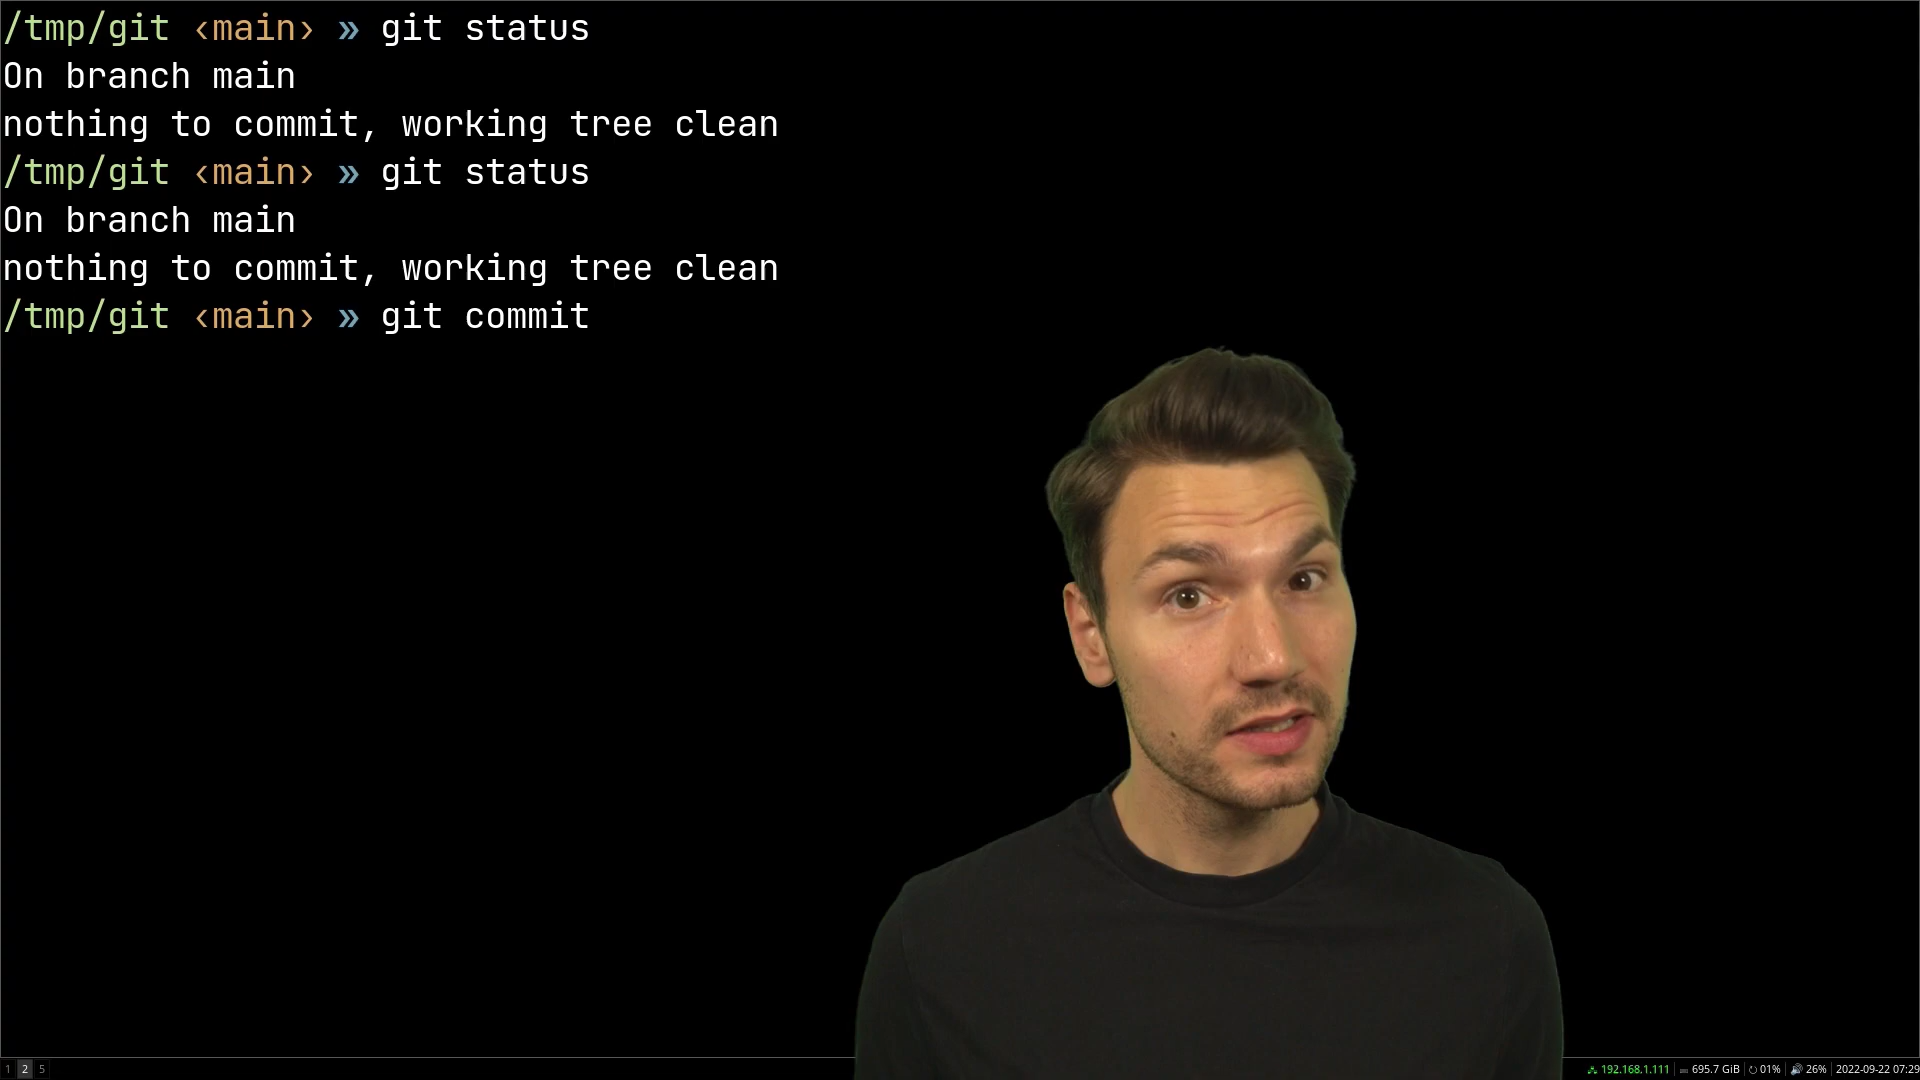 /tmp/git ‹main› » git status
On branch main
nothing to commit, working tree clean
/tmp/git ‹main› » git status
On branch main
nothing to commit, working tree clean
/tmp/git ‹main› » git commit
1 2 5
192.168.1.111 695.7 GiB 01% 26% 2022-09-22 07:29